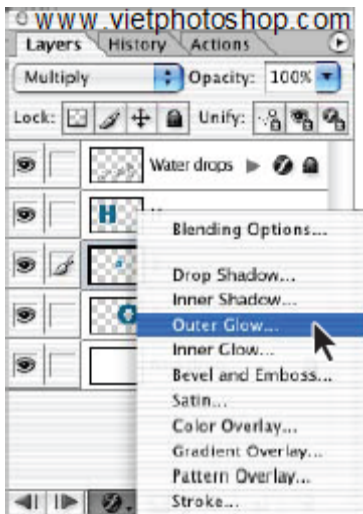 www.vietphotoshop.com
Layers History Actions
Multiply Opacity: 100%
Lock: Unify:
Water drops
H
Blending Options...
Drop Shadow...
Inner Shadow...
Outer Glow...
Inner Glow...
Bevel and Emboss...
Satin...
Color Overlay...
Gradient Overlay...
Pattern Overlay...
Stroke...